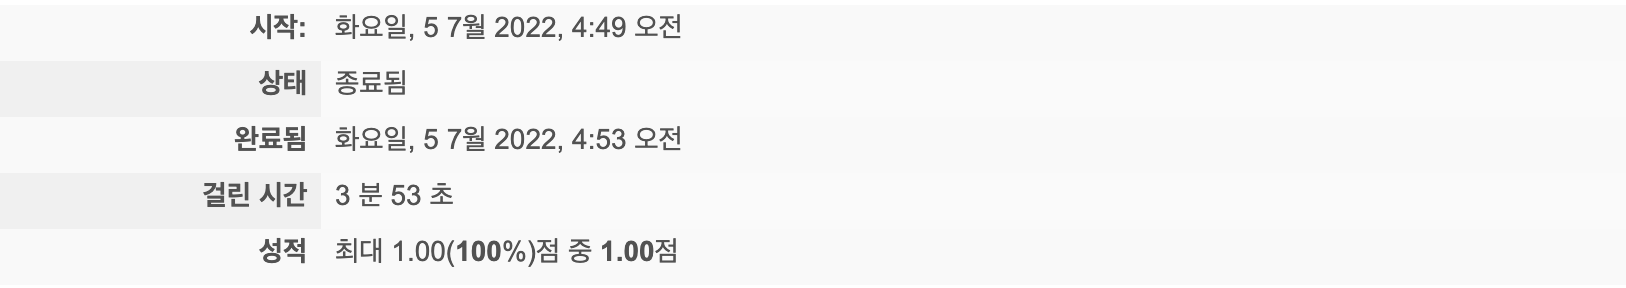 시작: 화요일, 5 7월 2022, 4:49 오전
상태 종료됨
완료됨 화요일, 5 7월 2022, 4:53 오전
걸린 시간 3 분 53 초
성적 최대 1.00(100%)점 중 1.00점